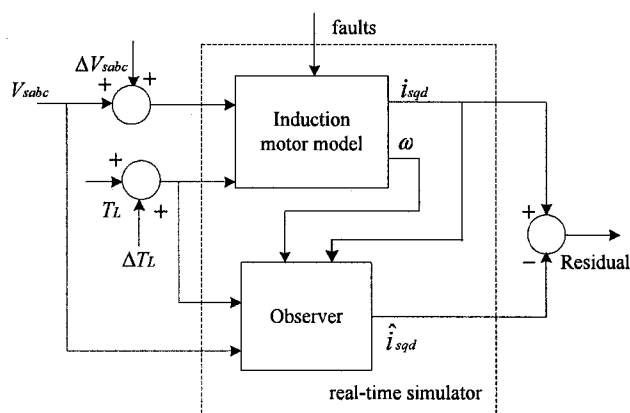 faults
ΔVsabc
+
+
Vsabc
+
isqd
Induction
motor model
ω
+
TL
+
ΔTL
+
−
Residual
Observer
îsqd
real-time simulator